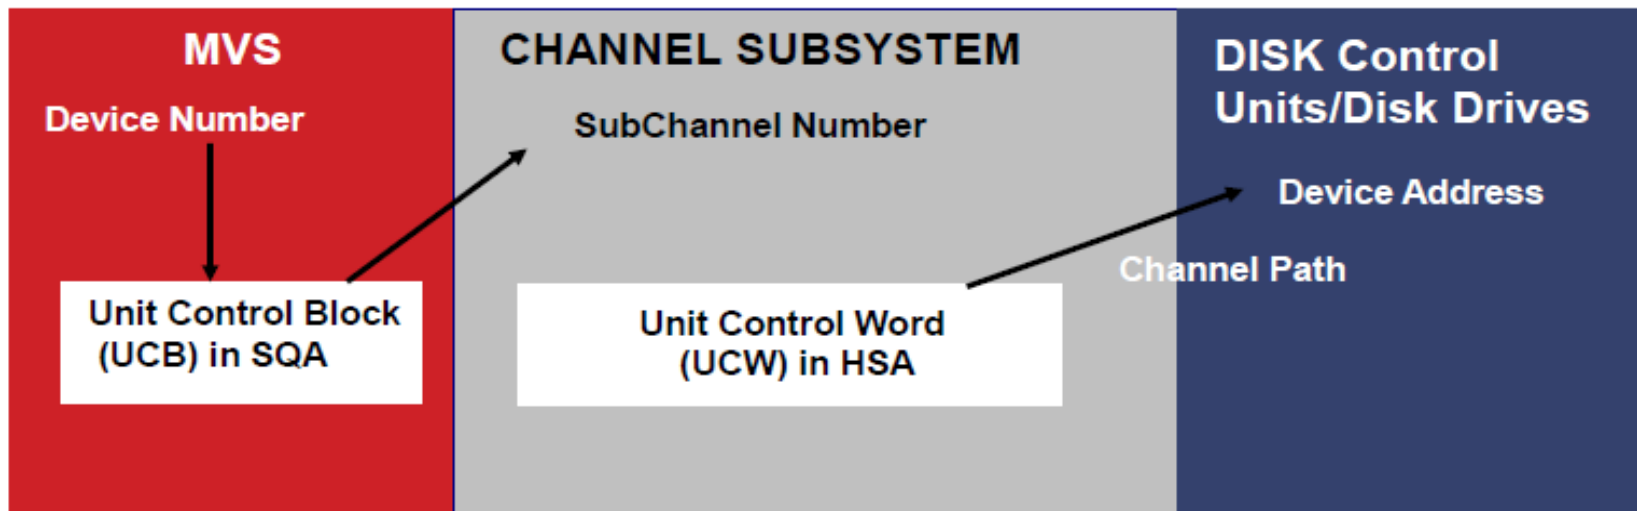 MVS
Device Number
Unit Control Block
(UCB) in SQA
CHANNEL SUBSYSTEM
SubChannel Number
Unit Control Word
(UCW) in HSA
DISK Control
Units/Disk Drives
Device Address
Channel Path